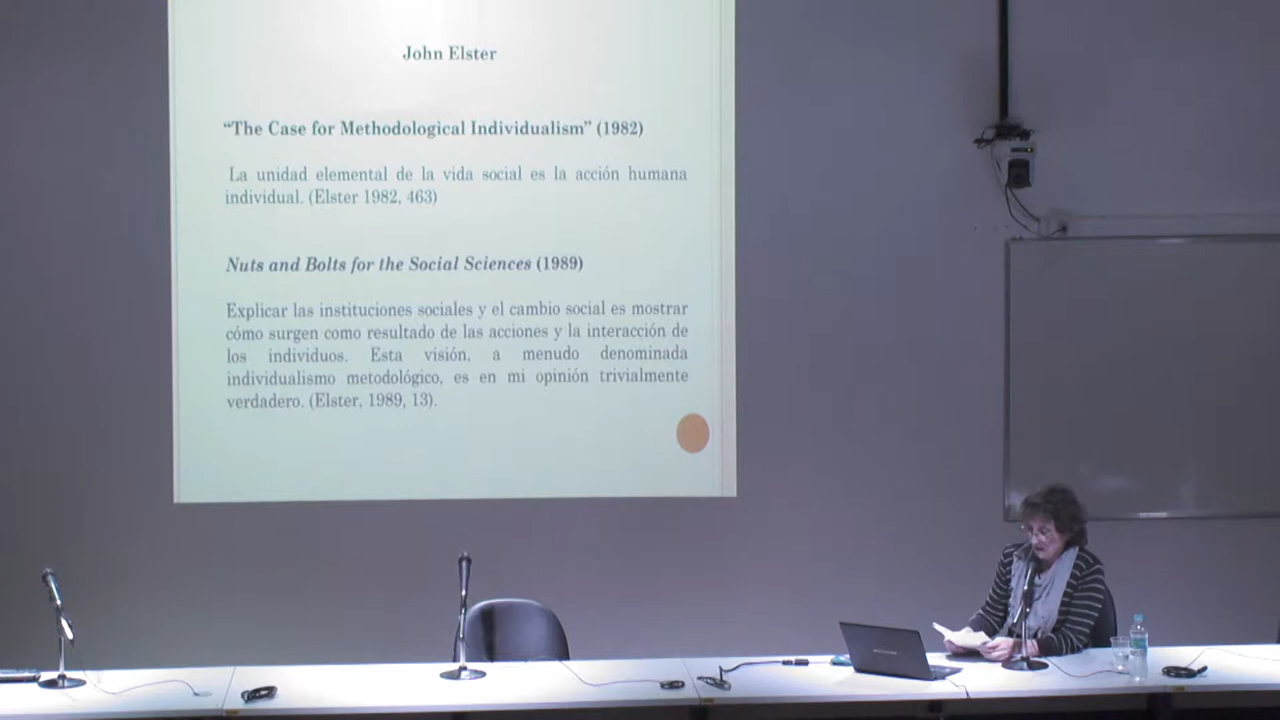 John Elster
“The Case for Methodological Individualism” (1982)
La unidad elemental de la vida social es la acción humana
individual. (Elster 1982, 463)
Nuts and Bolts for the Social Sciences (1989)
Explicar las instituciones sociales y el cambio social es mostrar
cómo surgen como resultado de las acciones y la interacción de
los individuos. Esta visión, a menudo denominada
individualismo metodológico, es en mi opinión trivialmente
verdadero. (Elster, 1989, 13).